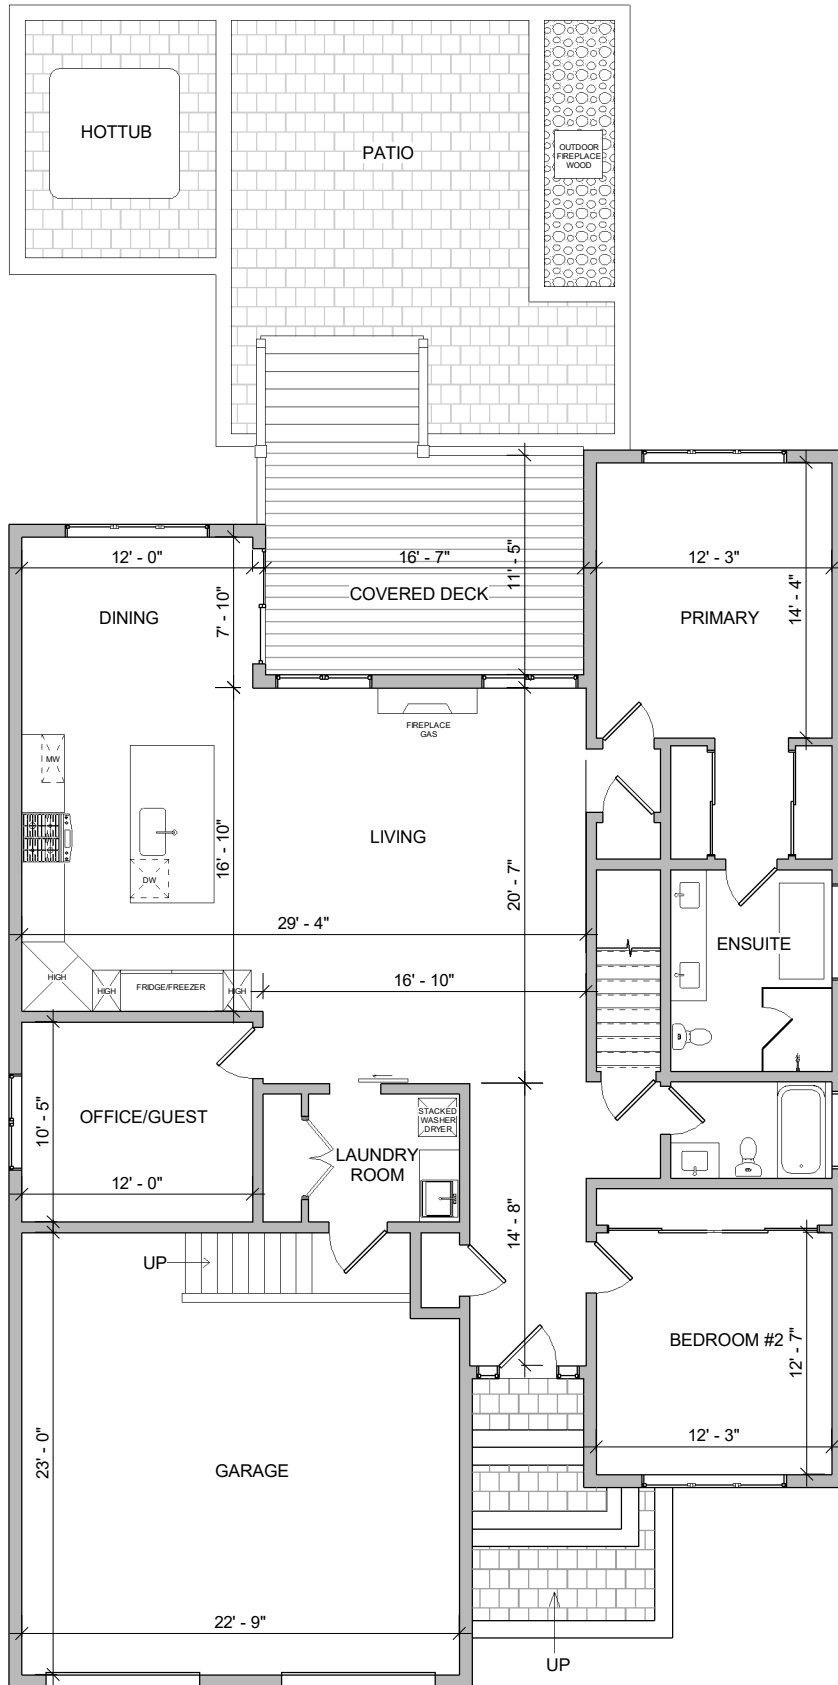 HOTTUB
PATIO
OUTDOOR
FIREPLACE
WOOD
12' - 0"
16' - 7"
11' - 5"
12' - 3"
COVERED DECK
DINING
7' - 10"
PRIMARY
14' - 4"
FIREPLACE
GAS
MW
LIVING
16' - 10"
DW
20' - 7"
29' - 4"
ENSUITE
HIGH
HIGH
FRIDGE/FREEZER
HIGH
16' - 10"
OFFICE/GUEST
10' - 5"
12' - 0"
STACKED
WASHER
DRYER
LAUNDRY
ROOM
14' - 8"
UP
BEDROOM #2
12' - 7"
12' - 3"
GARAGE
23' - 0"
22' - 9"
UP